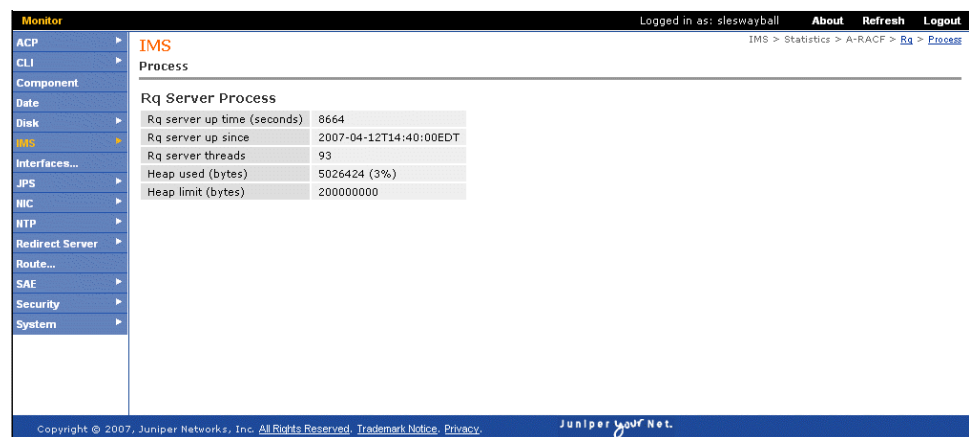 Monitor
Logged in as: sleswayball About Refresh Logout
ACP
CLI
Component
Date
Disk
IMS
Interfaces...
JPS
NIC
NTP
Redirect Server
Route...
SAE
Security
System
IMS > Statistics > A-RACF > Rq > Process
IMS
Process
Rq Server Process
Rq server up time (seconds) 8664
Rq server up since 2007-04-12T14:40:00EDT
Rq server threads 93
Heap used (bytes) 5026424 (3%)
Heap limit (bytes) 200000000
Copyright © 2007, Juniper Networks, Inc. All Rights Reserved. Trademark Notice. Privacy.
Juniper your Net.